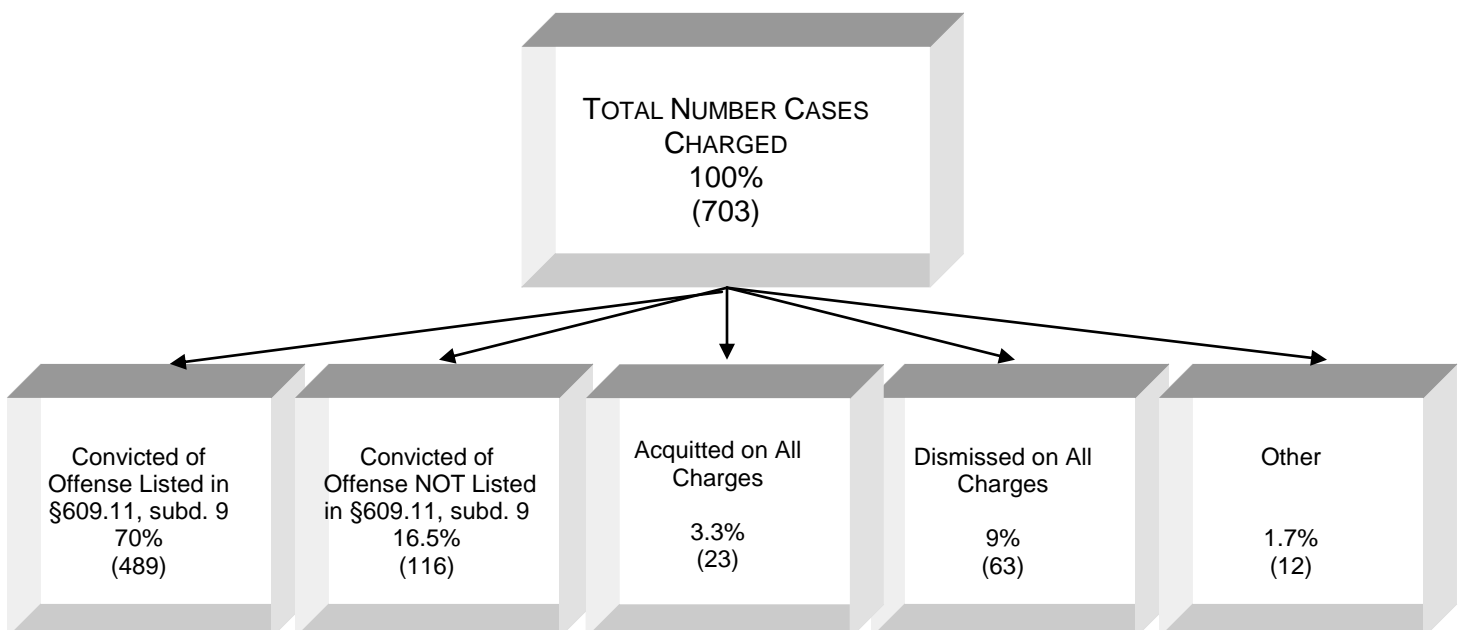 TOTAL NUMBER CASES
CHARGED
100%
(703)
Convicted of
Offense Listed in
§609.11, subd. 9
70%
(489)
Convicted of
Offense NOT Listed
in §609.11, subd. 9
16.5%
(116)
Acquitted on All
Charges
3.3%
(23)
Dismissed on All
Charges
9%
(63)
Other
1.7%
(12)